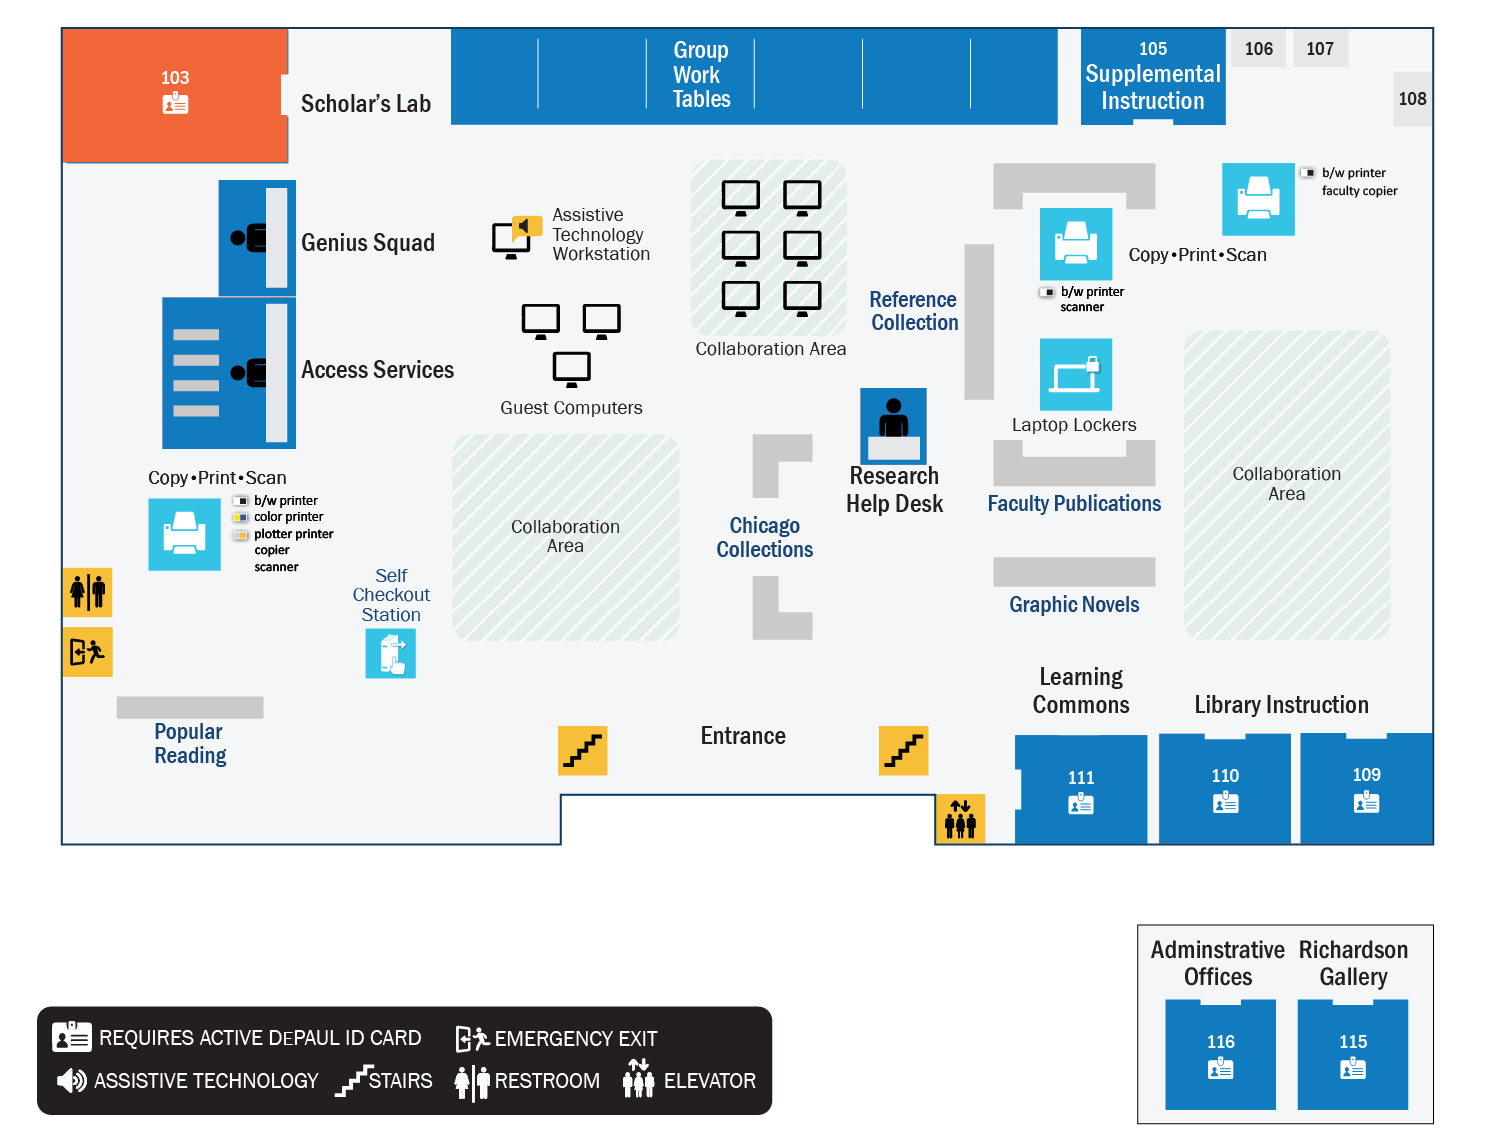 103
Scholar's Lab
Group
Work
Tables
105
Supplemental
Instruction
106
107
108
b/w printer
faculty copier
Genius Squad
Assistive
Technology
Workstation
Copy•Print•Scan
b/w printer
scanner
Reference
Collection
Collaboration Area
Access Services
Guest Computers
Laptop Lockers
Copy•Print•Scan
b/w printer
color printer
plotter printer
copier
scanner
Collaboration
Area
Research
Help Desk
Faculty Publications
Collaboration
Area
Chicago
Collections
Self
Checkout
Station
Graphic Novels
Popular
Reading
Entrance
Learning
Commons
Library Instruction
111
110
109
Adminstrative
Offices
Richardson
Gallery
116
115
REQUIRES ACTIVE DEPAUL ID CARD
EMERGENCY EXIT
ASSISTIVE TECHNOLOGY
STAIRS
RESTROOM
ELEVATOR